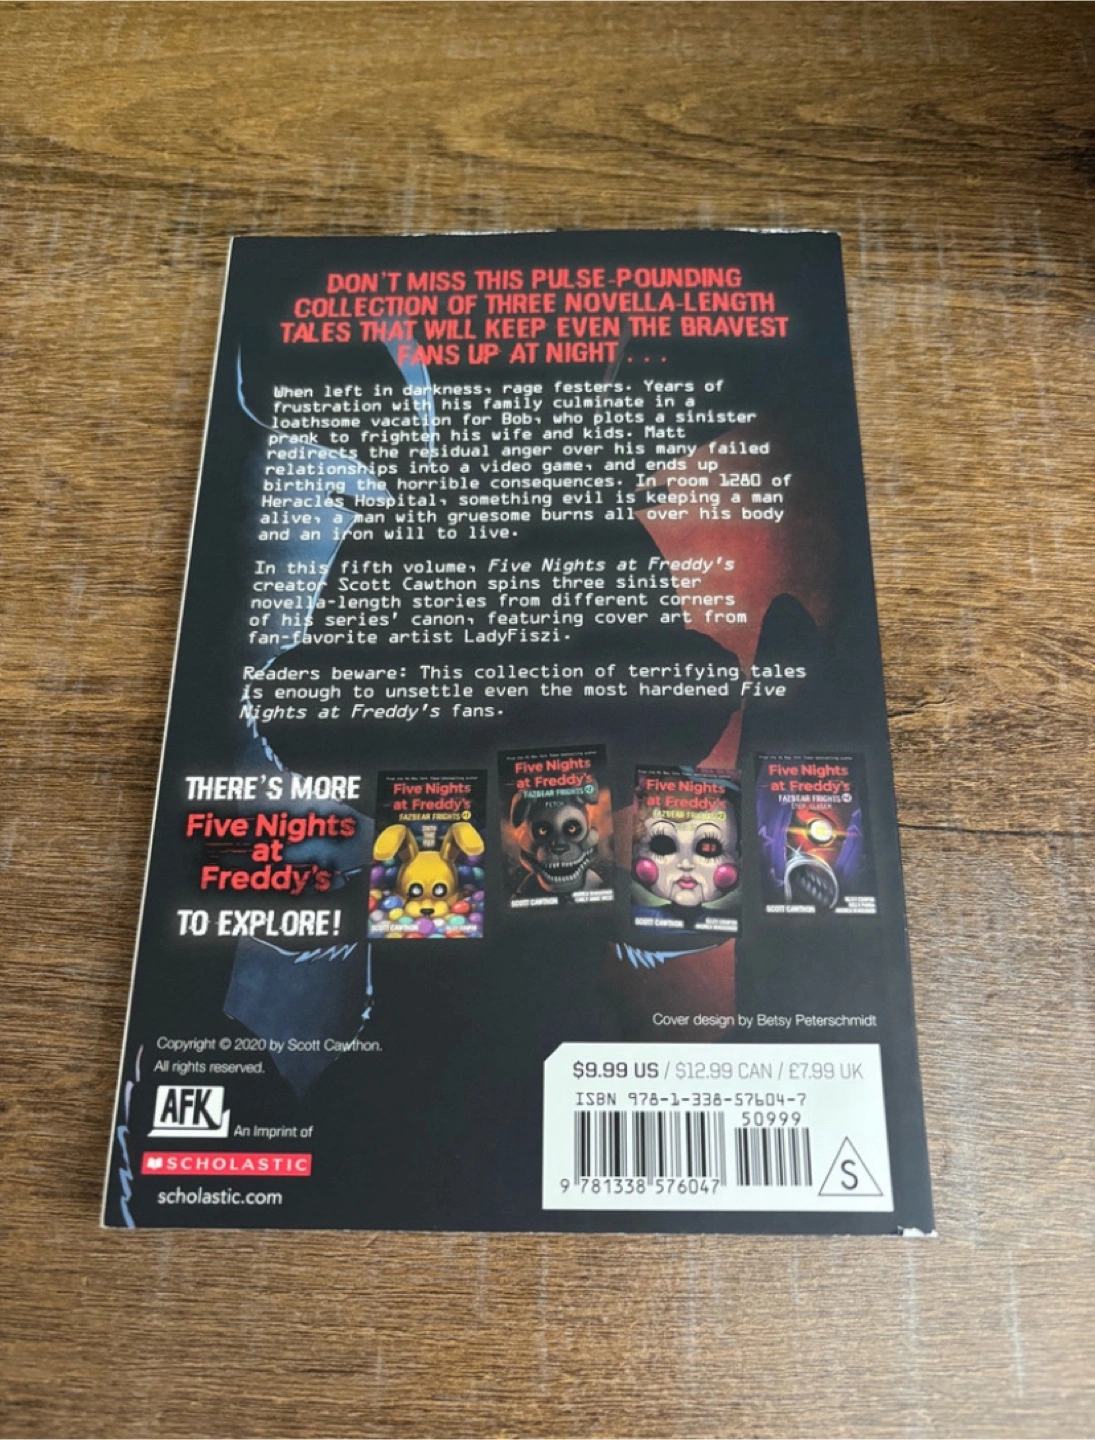 DON'T MISS THIS PULSE-POUNDING
COLLECTION OF THREE NOVELLA-LENGTH
TALES THAT WILL KEEP EVEN THE BRAVEST
FANS UP AT NIGHT . . .
When left in darkness, rage festers. Years of
frustration with his family culminate in a
loathsome vacation for Bob, who plots a sinister
prank to frighten his wife and kids. Matt
redirects the residual anger over his many failed
relationships into a video game, and ends up
birthing the horrible consequences. In room 1280 of
Heracles Hospital, something evil is keeping a man
alive, a man with gruesome burns all over his body
and an iron will to live.
In this fifth volume, Five Nights at Freddy's
creator Scott Cawthon spins three sinister
novella-length stories from different corners
of his series' canon, featuring cover art from
fan-favorite artist LadyFiszi.
Readers beware: This collection of terrifying tales
is enough to unsettle even the most hardened Five
Nights at Freddy's fans.
THERE'S MORE
Five Nights
at
Freddy's
TO EXPLORE!
Five Nights
at Freddy's
FAZBEAR FRIGHTS #1
INTO THE PIT
SCOTT CAWTHON
Five Nights
at Freddy's
FAZBEAR FRIGHTS #2
FETCH
SCOTT CAWTHON
Five Nights
at Freddy's
FAZBEAR FRIGHTS
SCOTT CAWTHON
Five Nights
at Freddy's
FAZBEAR FRIGHTS
STEP CLOSER
SCOTT CAWTHON
Cover design by Betsy Peterschmidt
Copyright © 2020 by Scott Cawthon.
All rights reserved.
AFK
An Imprint of
SCHOLASTIC
scholastic.com
$9.99 US / $12.99 CAN / £7.99 UK
ISBN 978-1-338-57604-7
50999
9 781338 576047
S